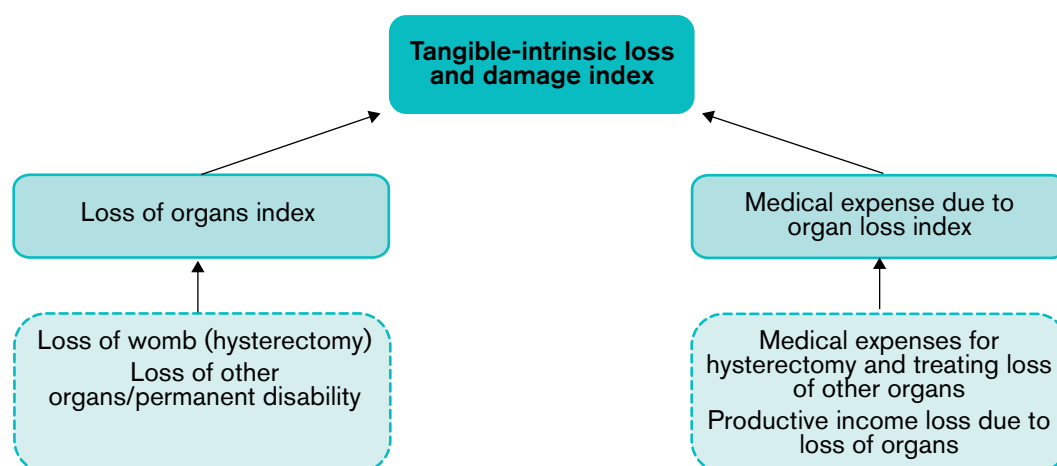 Tangible-intrinsic loss
and damage index
Loss of organs index
Medical expense due to
organ loss index
Loss of womb (hysterectomy)
Loss of other
organs/permanent disability
Medical expenses for
hysterectomy and treating loss
of other organs
Productive income loss due to
loss of organs